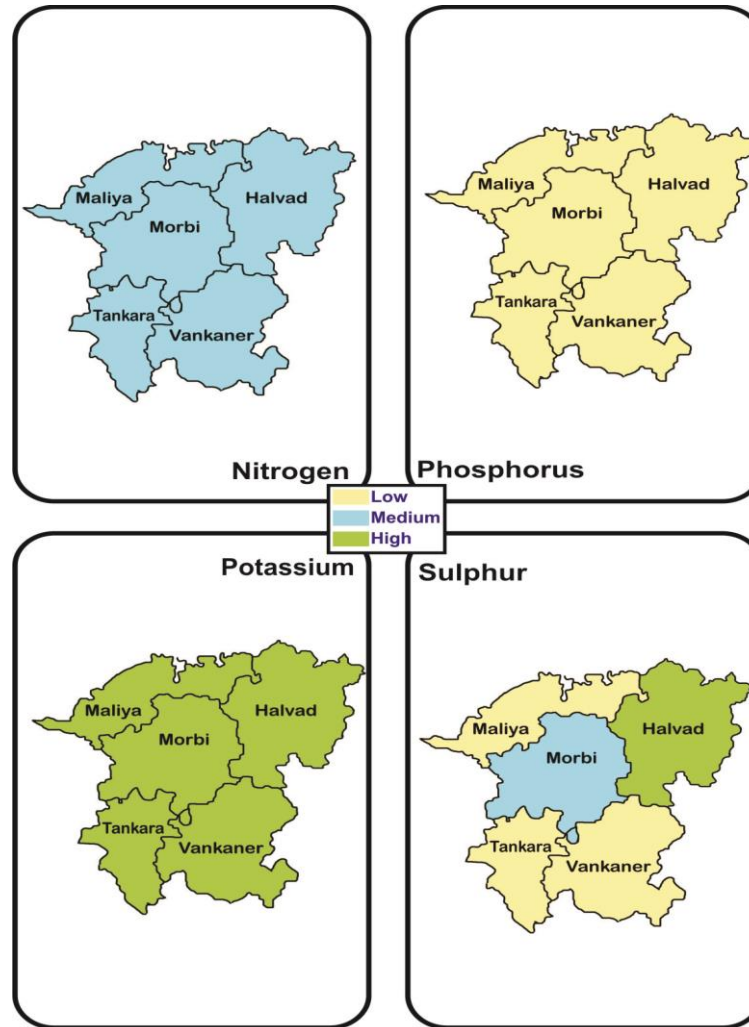 Maliya
Halvad
Morbi
Tankara
Vankaner
Nitrogen
Maliya
Halvad
Morbi
Tankara
Vankaner
Phosphorus
Low
Medium
High
Potassium
Maliya
Halvad
Morbi
Tankara
Vankaner
Sulphur
Maliya
Halvad
Morbi
Tankara
Vankaner